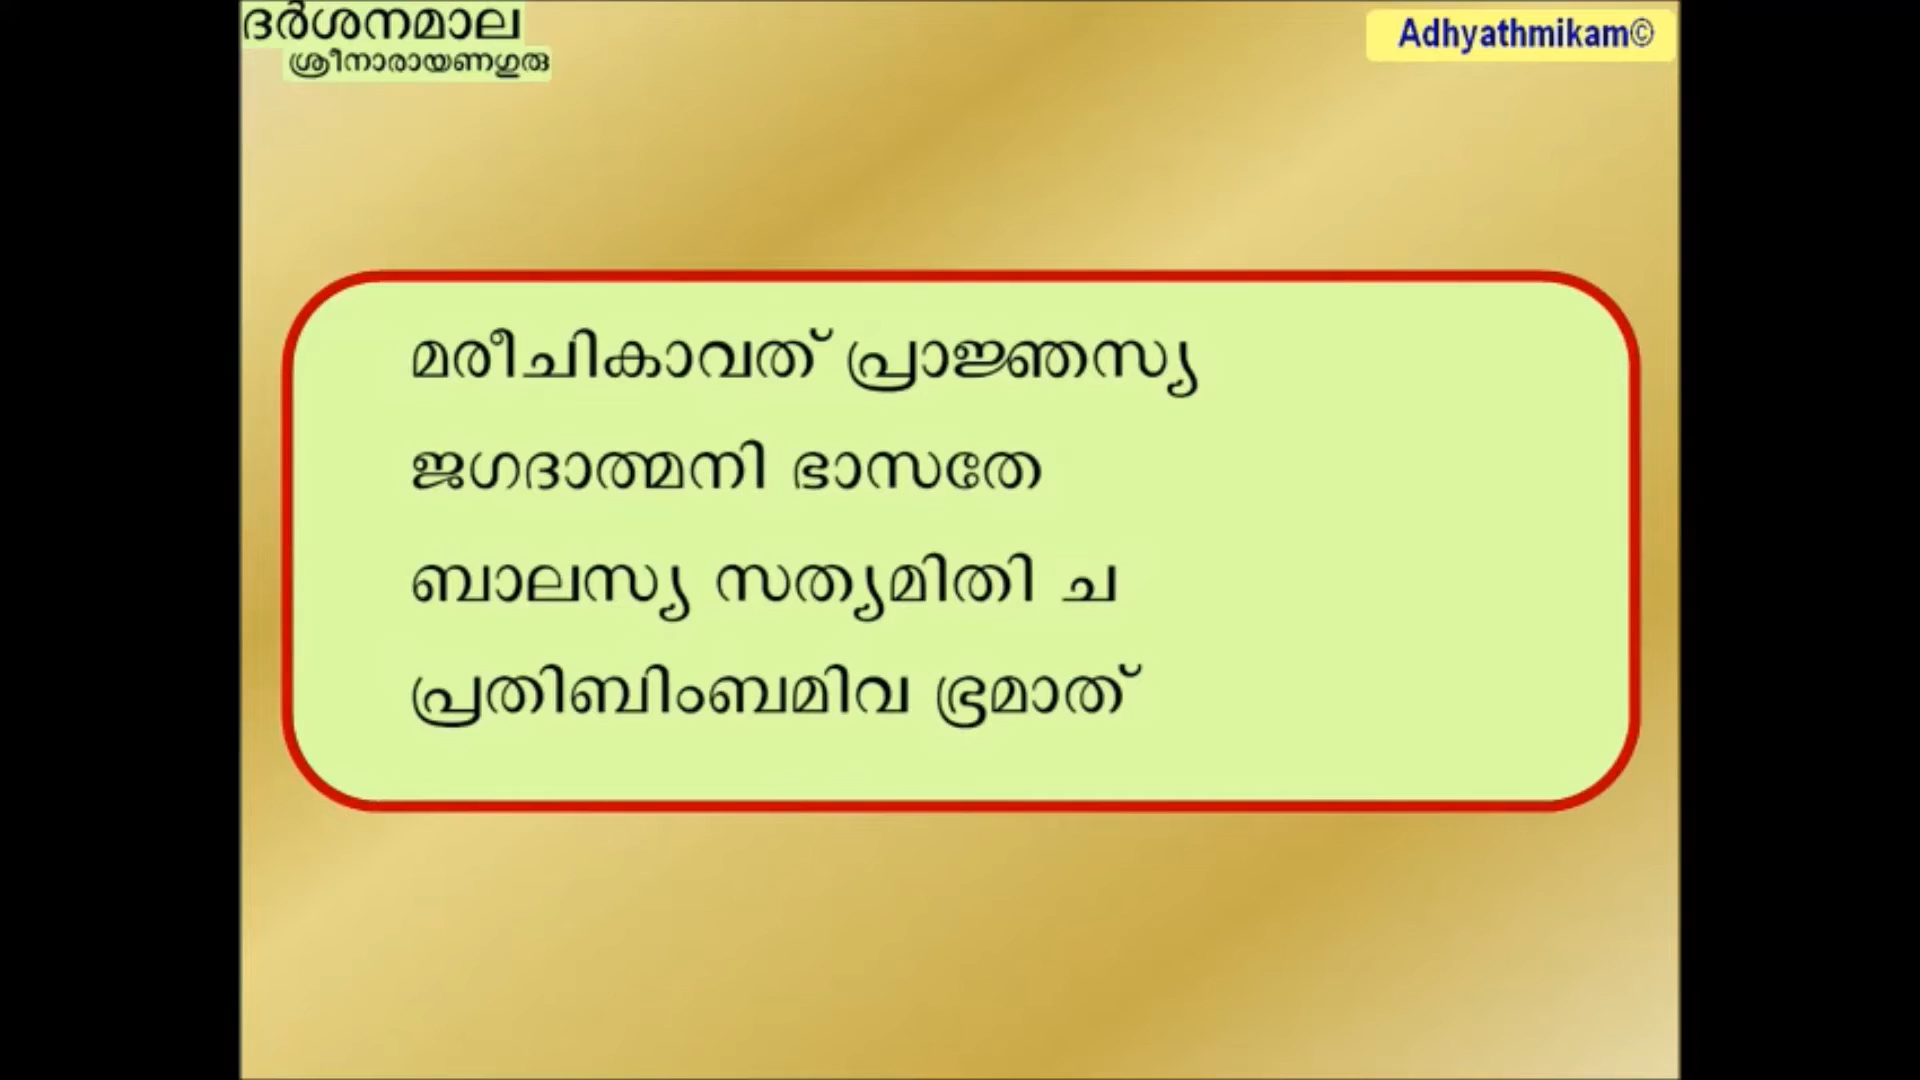 ദർശനമാല
ശ്രീനാരായണഗുരു
Adhyathmikam©
മരീചികാവത് പ്രാജ്ഞസ്യ
ജഗദാത്മനി ഭാസതേ
ബാലസ്യ സത്യമിതി ച
പ്രതിബിംബമിവ ഭ്രമാത്